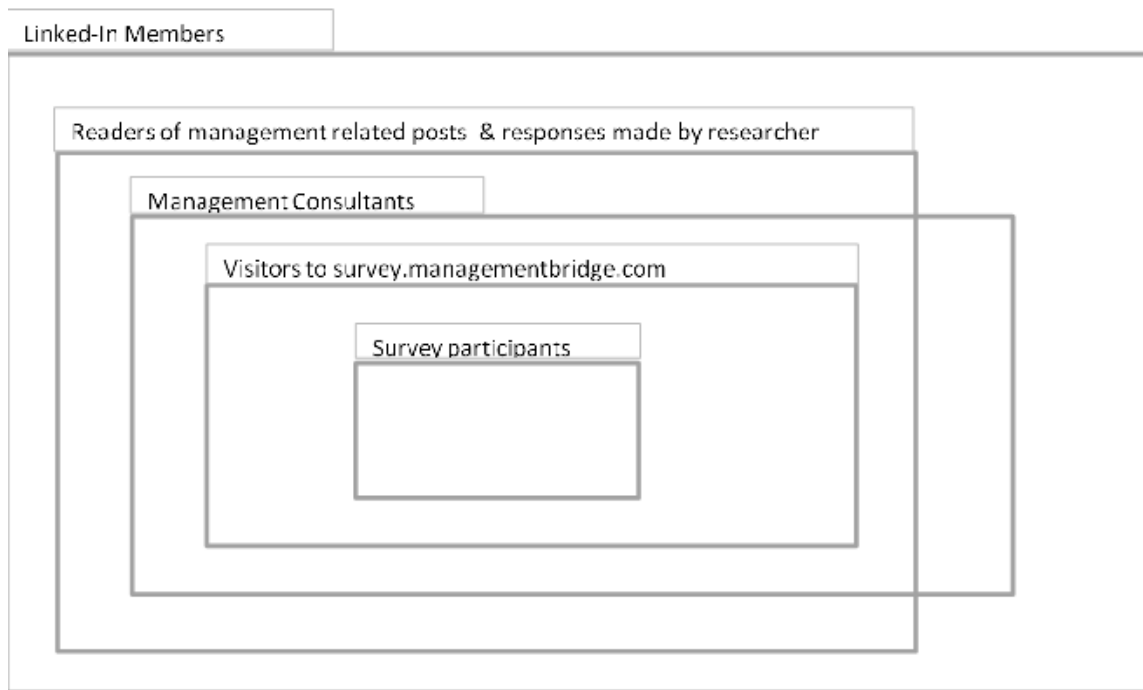 Linked-In Members
Readers of management related posts & responses made by researcher
Management Consultants
Visitors to survey.managementbridge.com
Survey participants